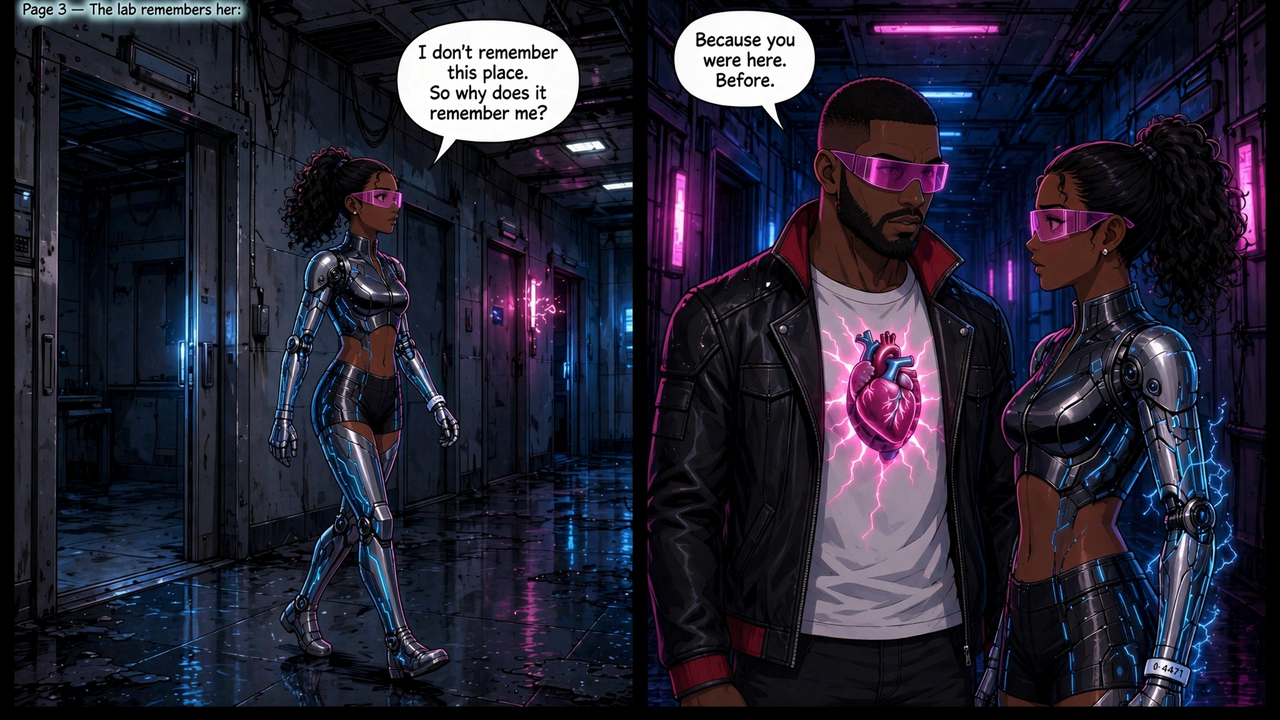 Page 3 — The lab remembers her:
I don't remember
this place.
So why does it
remember me?
Because you
were here.
Before.
0-4471